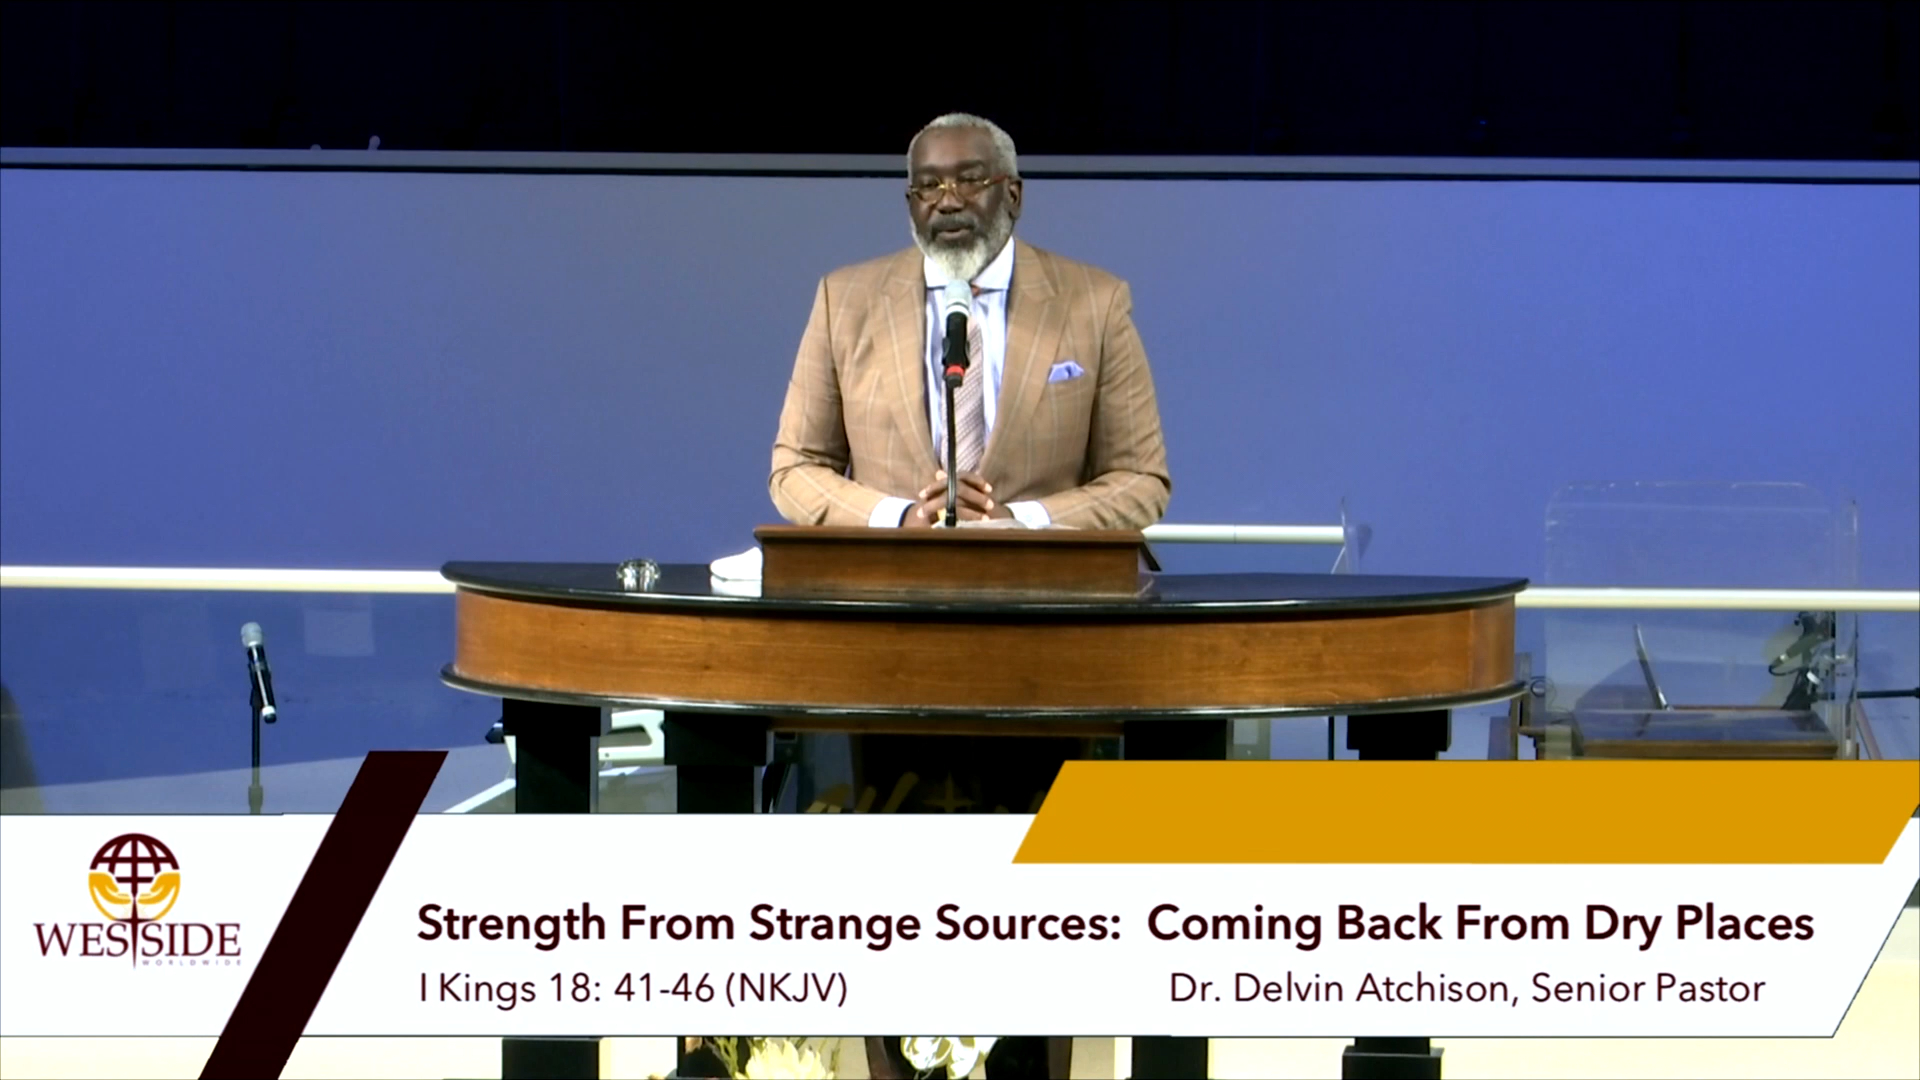 WESTSIDE
WORLDWIDE
Strength From Strange Sources: Coming Back From Dry Places
I Kings 18: 41-46 (NKJV)
Dr. Delvin Atchison, Senior Pastor